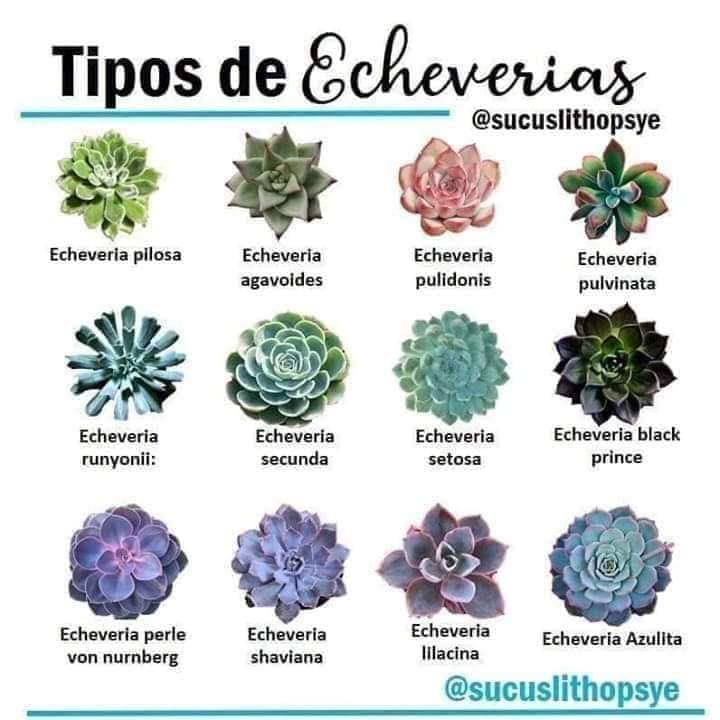 Tipos de Echeverias
@sucuslithopsye
Echeveria pilosa
Echeveria
agavoides
Echeveria
pulidonis
Echeveria
pulvinata
Echeveria
runyonii:
Echeveria
secunda
Echeveria
setosa
Echeveria black
prince
Echeveria perle
von nurnberg
Echeveria
shaviana
Echeveria
lilacina
Echeveria Azulita
@sucuslithopsye